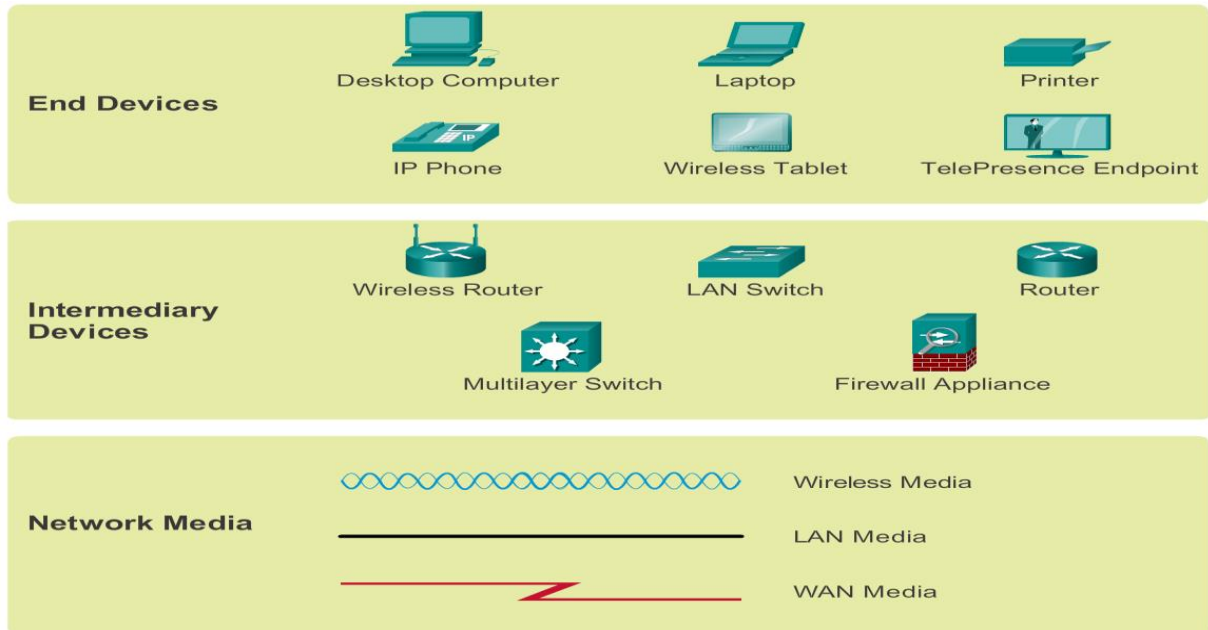 Desktop Computer
Laptop
Printer
End Devices
IP
IP Phone
Wireless Tablet
TelePresence Endpoint
Wireless Router
LAN Switch
Router
Intermediary
Devices
Multilayer Switch
Firewall Appliance
Wireless Media
Network Media
LAN Media
WAN Media